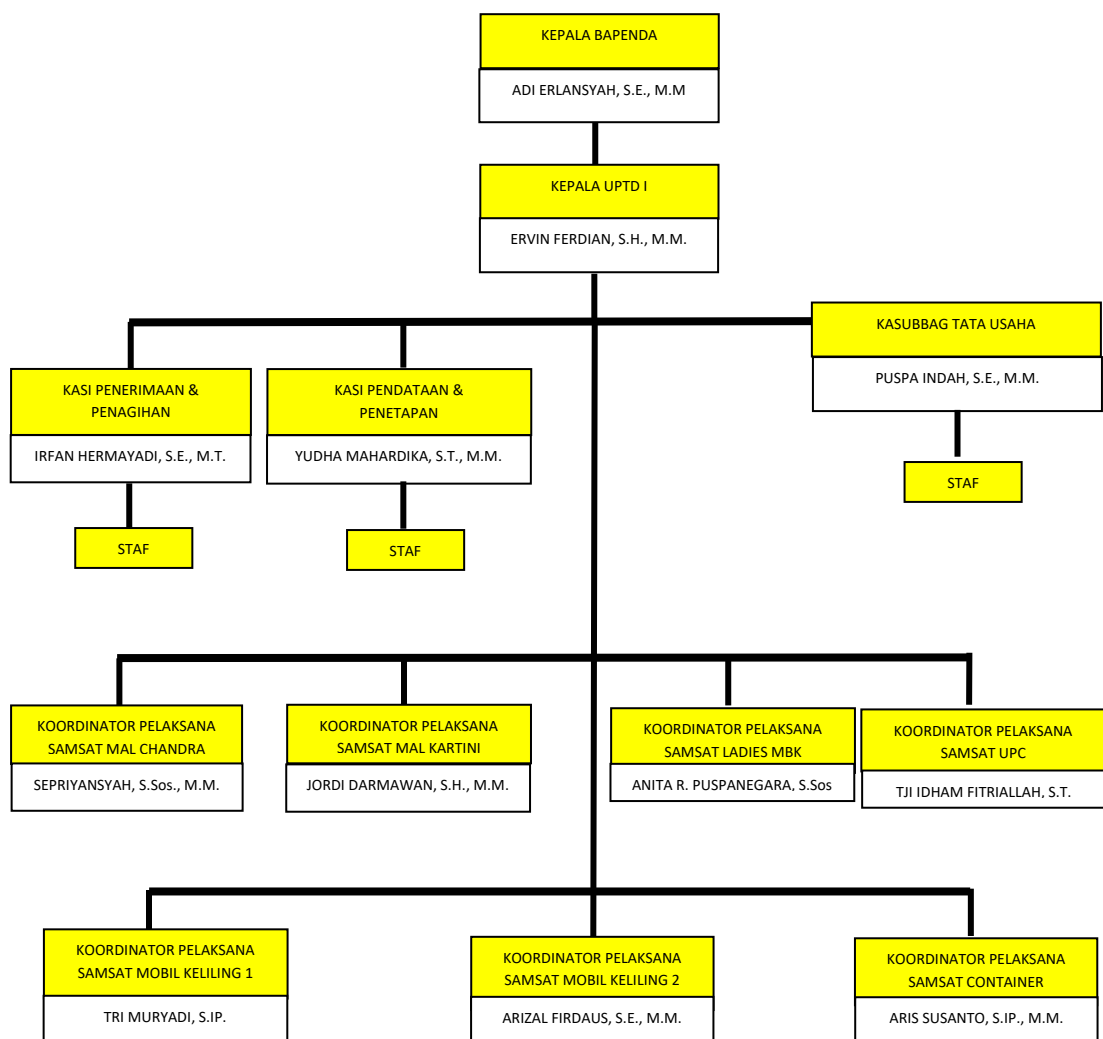 KEPALA BAPENDA
ADI ERLANSYAH, S.E., M.M
KEPALA UPTD I
ERVIN FERDIAN, S.H., M.M.
KASUBBAG TATA USAHA
PUSPA INDAH, S.E., M.M.
STAF
KASI PENERIMAAN &
PENAGIHAN
IRFAN HERMAYADI, S.E., M.T.
STAF
KASI PENDATAAN &
PENETAPAN
YUDHA MAHARDIKA, S.T., M.M.
STAF
KOORDINATOR PELAKSANA
SAMSAT MAL CHANDRA
SEPRIYANSYAH, S.Sos., M.M.
KOORDINATOR PELAKSANA
SAMSAT MAL KARTINI
JORDI DARMAWAN, S.H., M.M.
KOORDINATOR PELAKSANA
SAMSAT LADIES MBK
ANITA R. PUSPANEGARA, S.Sos
KOORDINATOR PELAKSANA
SAMSAT UPC
TJI IDHAM FITRIALLAH, S.T.
KOORDINATOR PELAKSANA
SAMSAT MOBIL KELILING 1
TRI MURYADI, S.IP.
KOORDINATOR PELAKSANA
SAMSAT MOBIL KELILING 2
ARIZAL FIRDAUS, S.E., M.M.
KOORDINATOR PELAKSANA
SAMSAT CONTAINER
ARIS SUSANTO, S.IP., M.M.